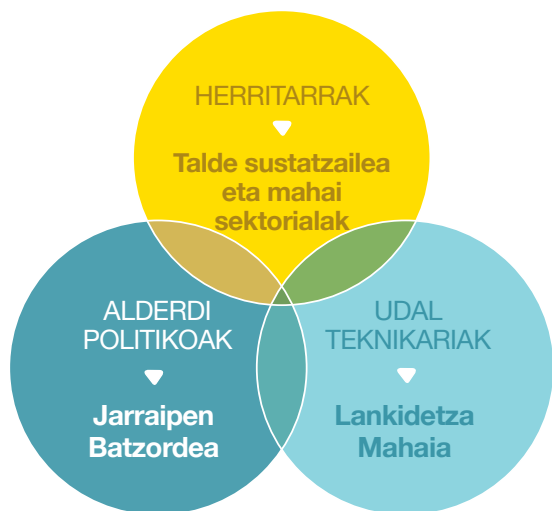 HERRITARRAK
Talde sustatzailea
eta mahai
sektorialak
ALDERDI
POLITIKOAK
Jarraipen
Batzordea
UDAL
TEKNIKARIAK
Lankidetza
Mahaia